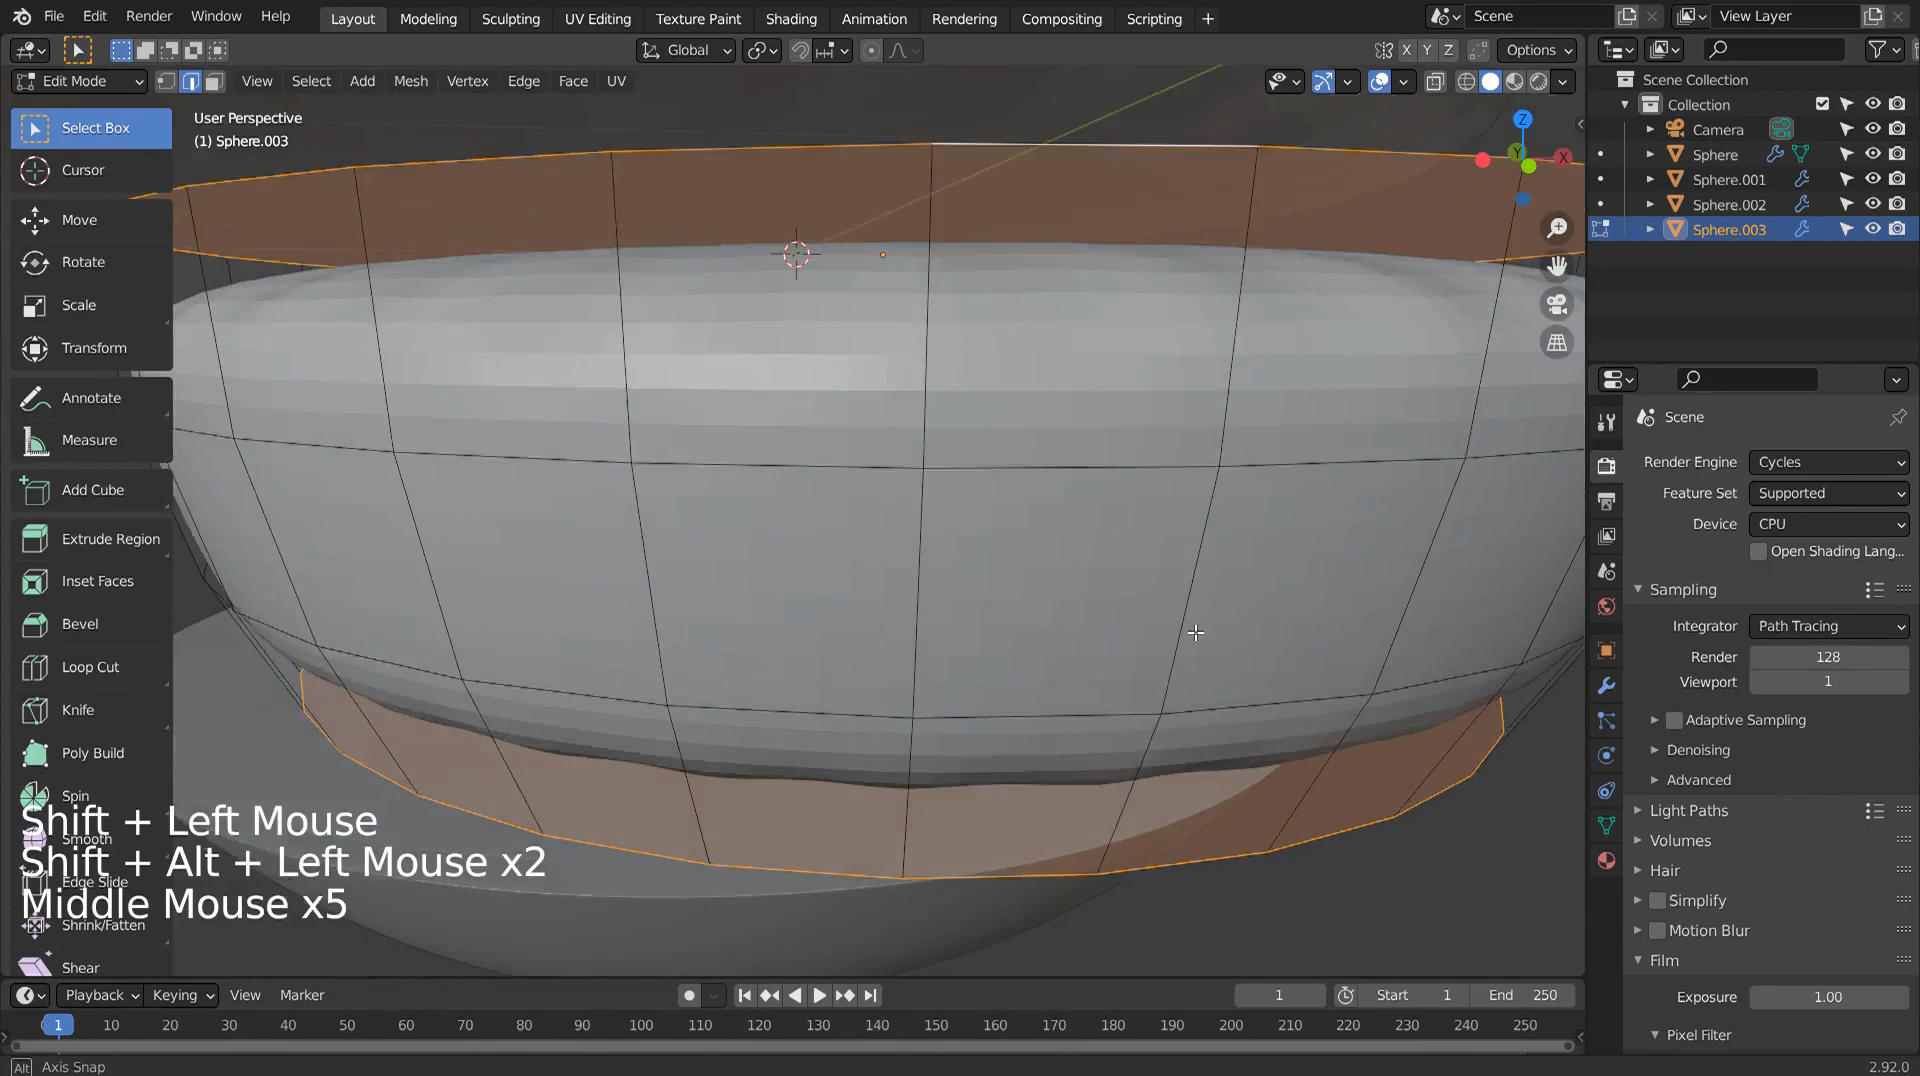 File Edit Render Window Help Layout Modeling Sculpting UV Editing Texture Paint Shading Animation Rendering Compositing Scripting + Scene View Layer
Global X Y Z Options
Edit Mode View Select Add Mesh Vertex Edge Face UV
Select Box
Cursor
Move
Rotate
Scale
Transform
Annotate
Measure
Add Cube
Extrude Region
Inset Faces
Bevel
Loop Cut
Knife
Poly Build
Spin
Smooth
Edge Slide
Shrink/Fatten
Shear
User Perspective
(1) Sphere.003
Z
Y
X
Shift + Left Mouse
Shift + Alt + Left Mouse x2
Middle Mouse x5
Scene Collection
Collection
Camera
Sphere
Sphere.001
Sphere.002
Sphere.003
Scene
Render Engine Cycles
Feature Set Supported
Device CPU
Open Shading Lang...
Sampling
Integrator Path Tracing
Render 128
Viewport 1
Adaptive Sampling
Denoising
Advanced
Light Paths
Volumes
Hair
Simplify
Motion Blur
Film
Exposure 1.00
Pixel Filter
Playback Keying View Marker 1 Start 1 End 250
1 10 20 30 40 50 60 70 80 90 100 110 120 130 140 150 160 170 180 190 200 210 220 230 240 250
Alt Axis Snap 2.92.0